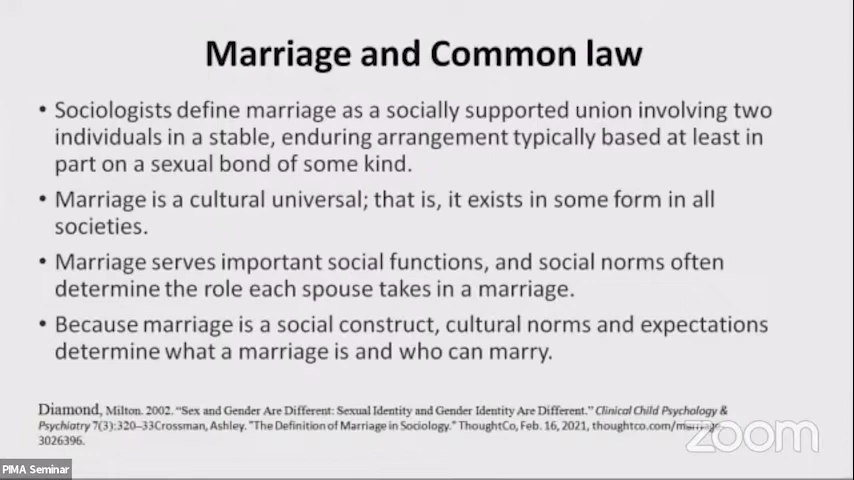 Marriage and Common law
• Sociologists define marriage as a socially supported union involving two
individuals in a stable, enduring arrangement typically based at least in
part on a sexual bond of some kind.
• Marriage is a cultural universal; that is, it exists in some form in all
societies.
• Marriage serves important social functions, and social norms often
determine the role each spouse takes in a marriage.
• Because marriage is a social construct, cultural norms and expectations
determine what a marriage is and who can marry.
Diamond, Milton. 2002. “Sex and Gender Are Different: Sexual Identity and Gender Identity Are Different.” Clinical Child Psychology &
Psychiatry 7(3):320–33Crossman, Ashley. "The Definition of Marriage in Sociology." ThoughtCo, Feb. 16, 2021,
3026396.
zoom
PIMA Seminar